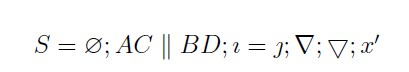 S = ∅; AC ∥ BD; ı = ȷ; ∇; ▽; x′